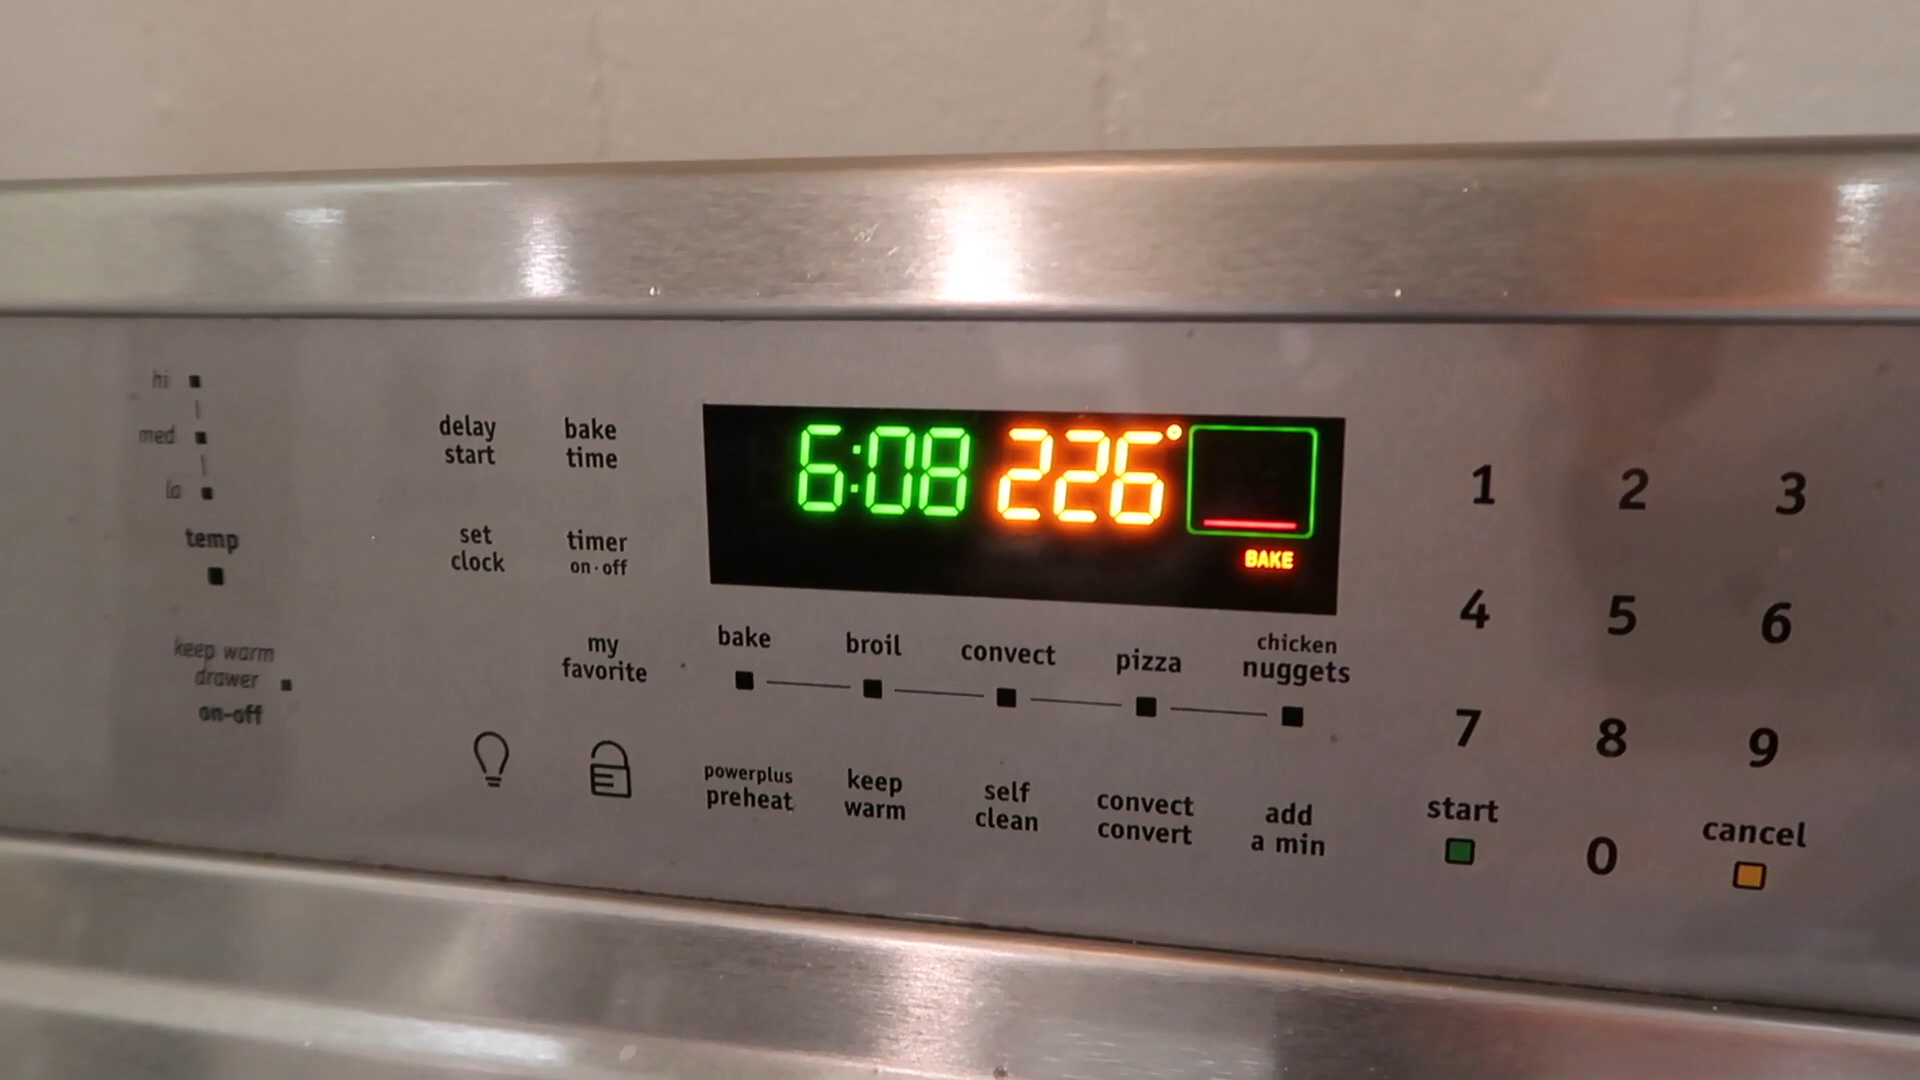 hi
med
lo
temp
keep warm
drawer
on-off
delay
start
bake
time
set
clock
timer
on·off
my
favorite
6:08 226°
BAKE
bake
broil
convect
pizza
chicken
nuggets
powerplus
preheat
keep
warm
self
clean
convect
convert
add
a min
1 2 3
4 5 6
7 8 9
start
0
cancel